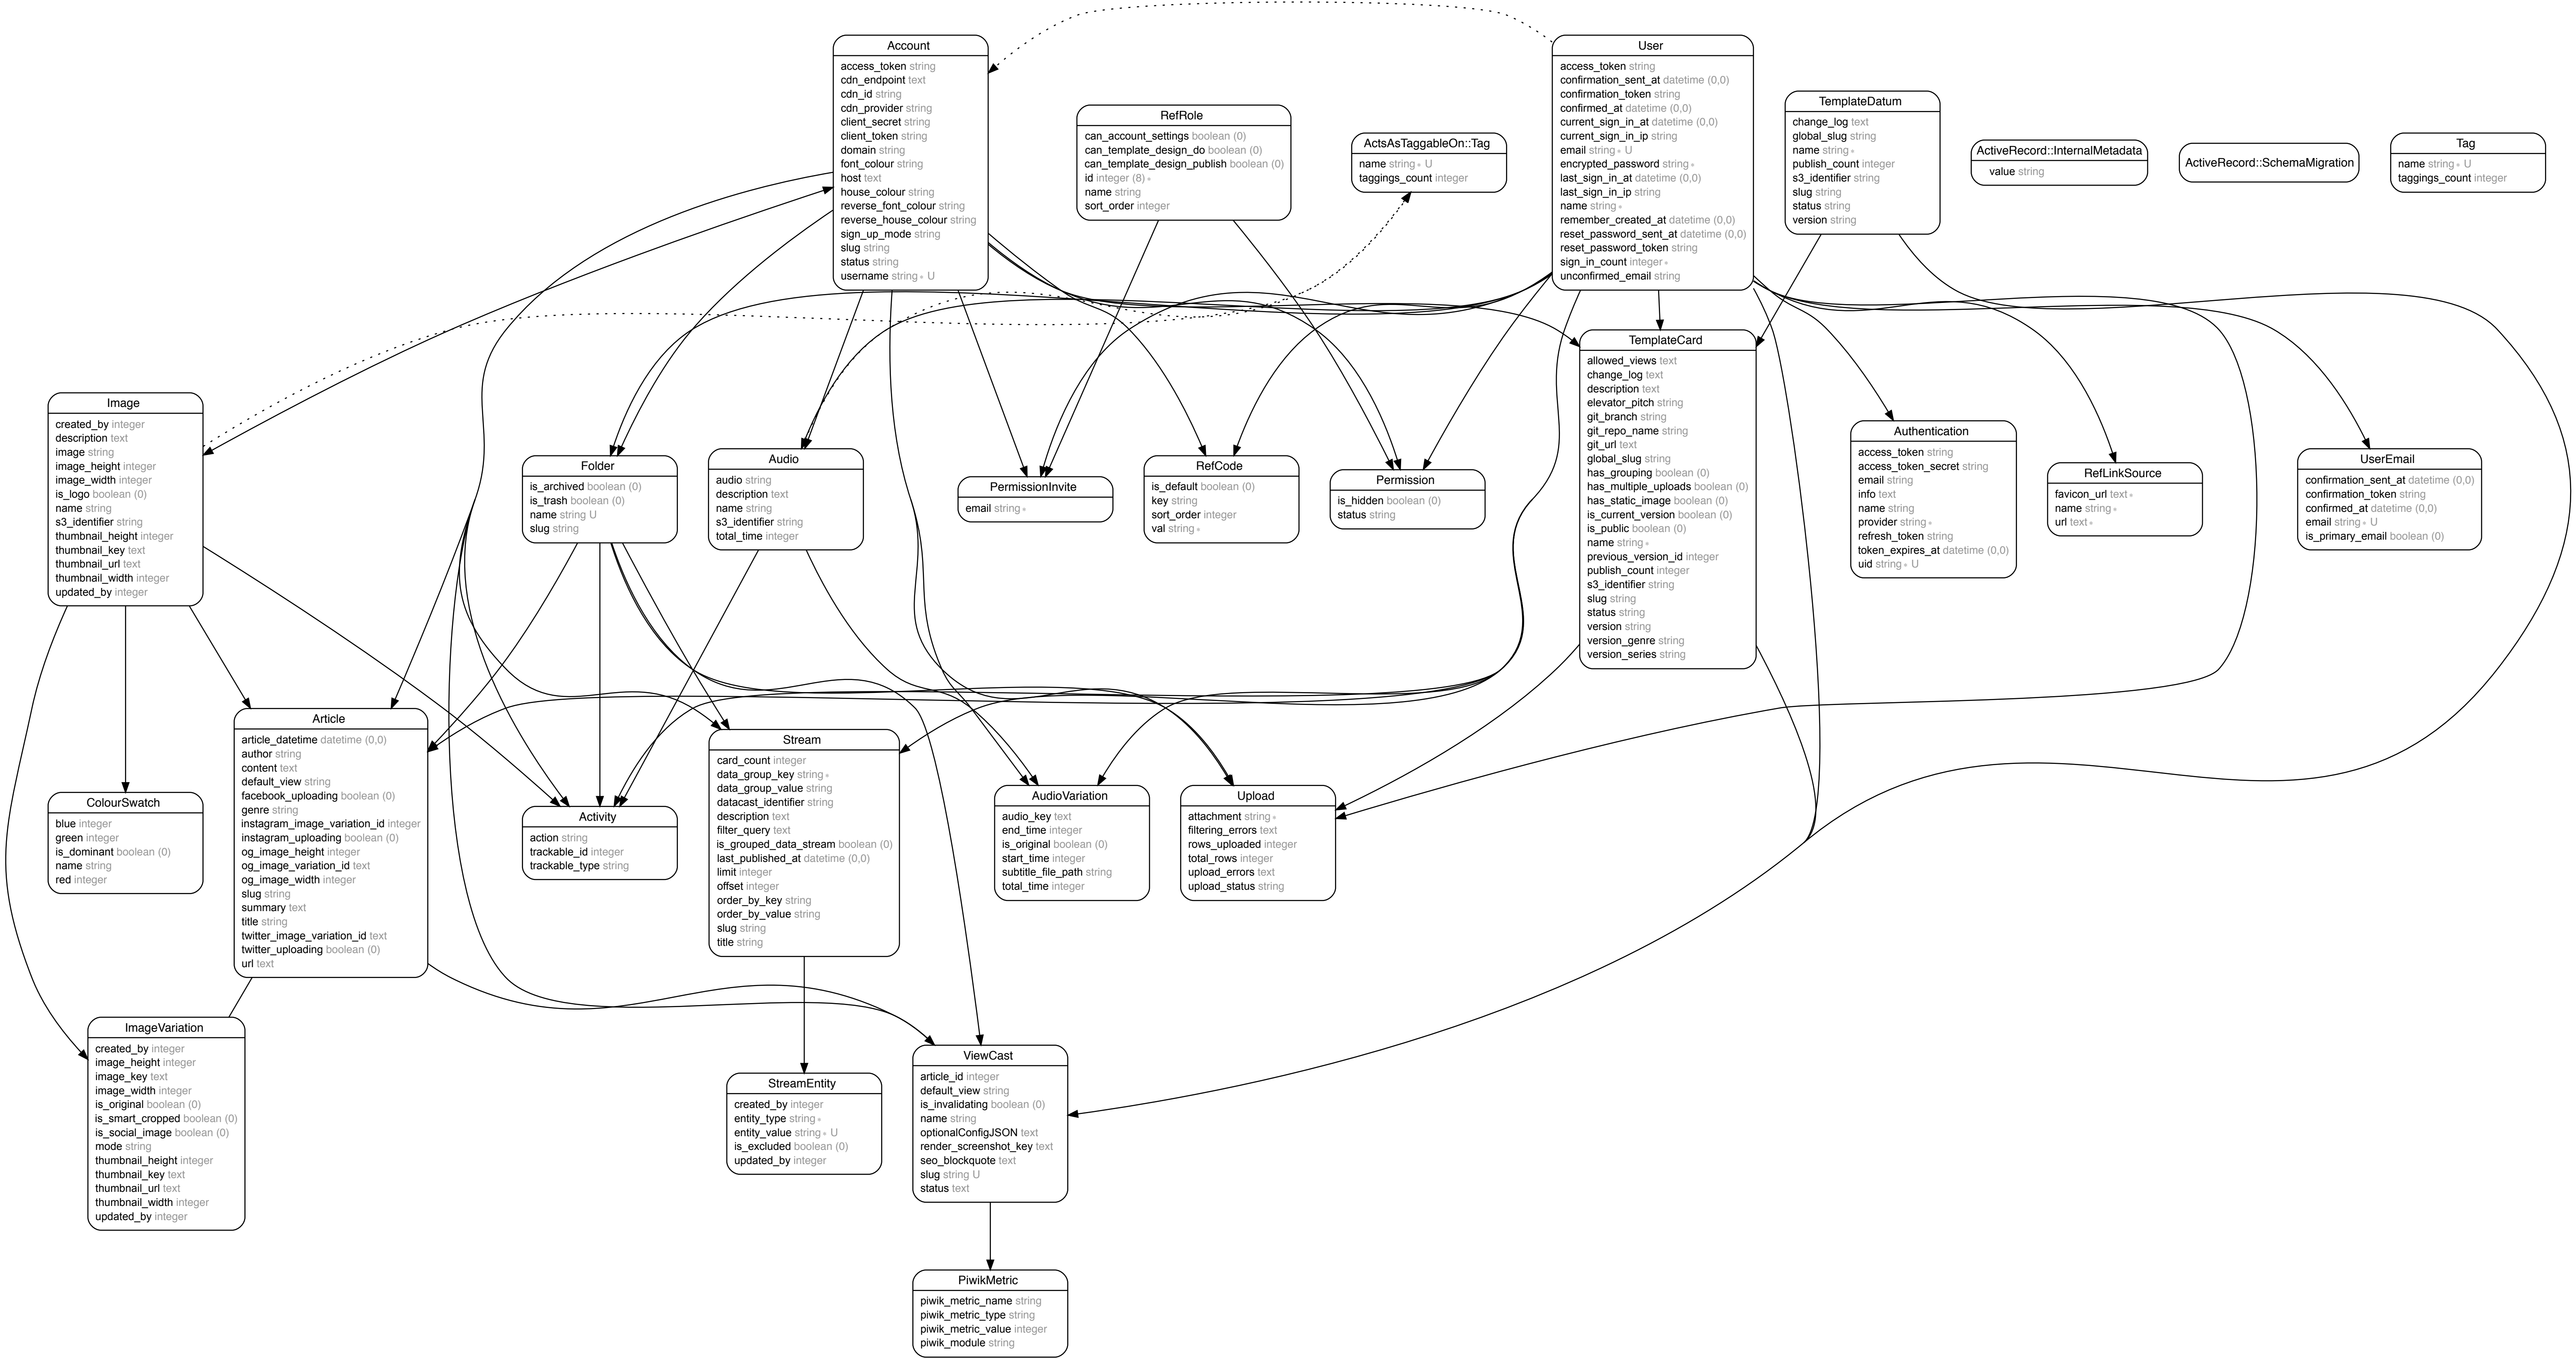 Account
access_token string
cdn_endpoint text
cdn_id string
cdn_provider string
client_secret string
client_token string
domain string
font_colour string
host text
house_colour string
reverse_font_colour string
reverse_house_colour string
sign_up_mode string
slug string
status string
username string∗ U
User
access_token string
confirmation_sent_at datetime (0,0)
confirmation_token string
confirmed_at datetime (0,0)
current_sign_in_at datetime (0,0)
current_sign_in_ip string
email string∗ U
encrypted_password string∗
last_sign_in_at datetime (0,0)
last_sign_in_ip string
name string∗
remember_created_at datetime (0,0)
reset_password_sent_at datetime (0,0)
reset_password_token string
sign_in_count integer∗
unconfirmed_email string
RefRole
can_account_settings boolean (0)
can_template_design_do boolean (0)
can_template_design_publish boolean (0)
id integer (8)∗
name string
sort_order integer
ActsAsTaggableOn::Tag
name string∗ U
taggings_count integer
TemplateDatum
change_log text
global_slug string
name string∗
publish_count integer
s3_identifier string
slug string
status string
version string
ActiveRecord::InternalMetadata
value string
ActiveRecord::SchemaMigration
Tag
name string∗ U
taggings_count integer
TemplateCard
allowed_views text
change_log text
description text
elevator_pitch string
git_branch string
git_repo_name string
git_url text
global_slug string
has_grouping boolean (0)
has_multiple_uploads boolean (0)
has_static_image boolean (0)
is_current_version boolean (0)
is_public boolean (0)
name string∗
previous_version_id integer
publish_count integer
s3_identifier string
slug string
status string
version string
version_genre string
version_series string
Image
created_by integer
description text
image string
image_height integer
image_width integer
is_logo boolean (0)
name string
s3_identifier string
thumbnail_height integer
thumbnail_key text
thumbnail_url text
thumbnail_width integer
updated_by integer
Folder
is_archived boolean (0)
is_trash boolean (0)
name string U
slug string
Audio
audio string
description text
name string
s3_identifier string
total_time integer
PermissionInvite
email string∗
RefCode
is_default boolean (0)
key string
sort_order integer
val string∗
Permission
is_hidden boolean (0)
status string
Authentication
access_token string
access_token_secret string
email string
info text
name string
provider string∗
refresh_token string
token_expires_at datetime (0,0)
uid string∗ U
RefLinkSource
favicon_url text∗
name string∗
url text∗
UserEmail
confirmation_sent_at datetime (0,0)
confirmation_token string
confirmed_at datetime (0,0)
email string∗ U
is_primary_email boolean (0)
Article
article_datetime datetime (0,0)
author string
content text
default_view string
facebook_uploading boolean (0)
genre string
instagram_image_variation_id integer
instagram_uploading boolean (0)
og_image_height integer
og_image_variation_id text
og_image_width integer
slug string
summary text
title string
twitter_image_variation_id text
twitter_uploading boolean (0)
url text
ColourSwatch
blue integer
green integer
is_dominant boolean (0)
name string
red integer
Activity
action string
trackable_id integer
trackable_type string
Stream
card_count integer
data_group_key string∗
data_group_value string
datacast_identifier string
description text
filter_query text
is_grouped_data_stream boolean (0)
last_published_at datetime (0,0)
limit integer
offset integer
order_by_key string
order_by_value string
slug string
title string
AudioVariation
audio_key text
end_time integer
is_original boolean (0)
start_time integer
subtitle_file_path string
total_time integer
Upload
attachment string∗
filtering_errors text
rows_uploaded integer
total_rows integer
upload_errors text
upload_status string
ImageVariation
created_by integer
image_height integer
image_key text
image_width integer
is_original boolean (0)
is_smart_cropped boolean (0)
is_social_image boolean (0)
mode string
thumbnail_height integer
thumbnail_key text
thumbnail_url text
thumbnail_width integer
updated_by integer
StreamEntity
created_by integer
entity_type string∗
entity_value string∗ U
is_excluded boolean (0)
updated_by integer
ViewCast
article_id integer
default_view string
is_invalidating boolean (0)
name string
optionalConfigJSON text
render_screenshot_key text
seo_blockquote text
slug string U
status text
PiwikMetric
piwik_metric_name string
piwik_metric_type string
piwik_metric_value integer
piwik_module string